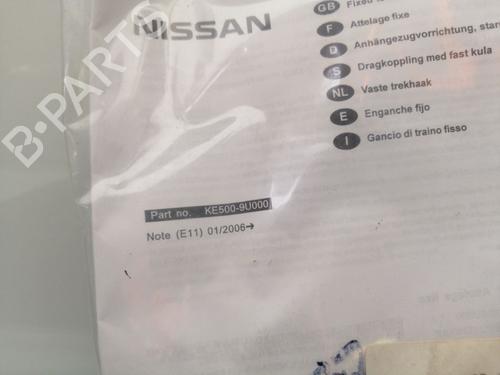 NISSAN
GB Fixed
F Attelage fixe
D Anhängezugvorrichtung, star
S Dragkoppling med fast kula
NL Vaste trekhaak
E Enganche fijo
I Gancio di traino fisso
Part no. KE500-9U000
Note (E11) 01/2006→
B-PARTS